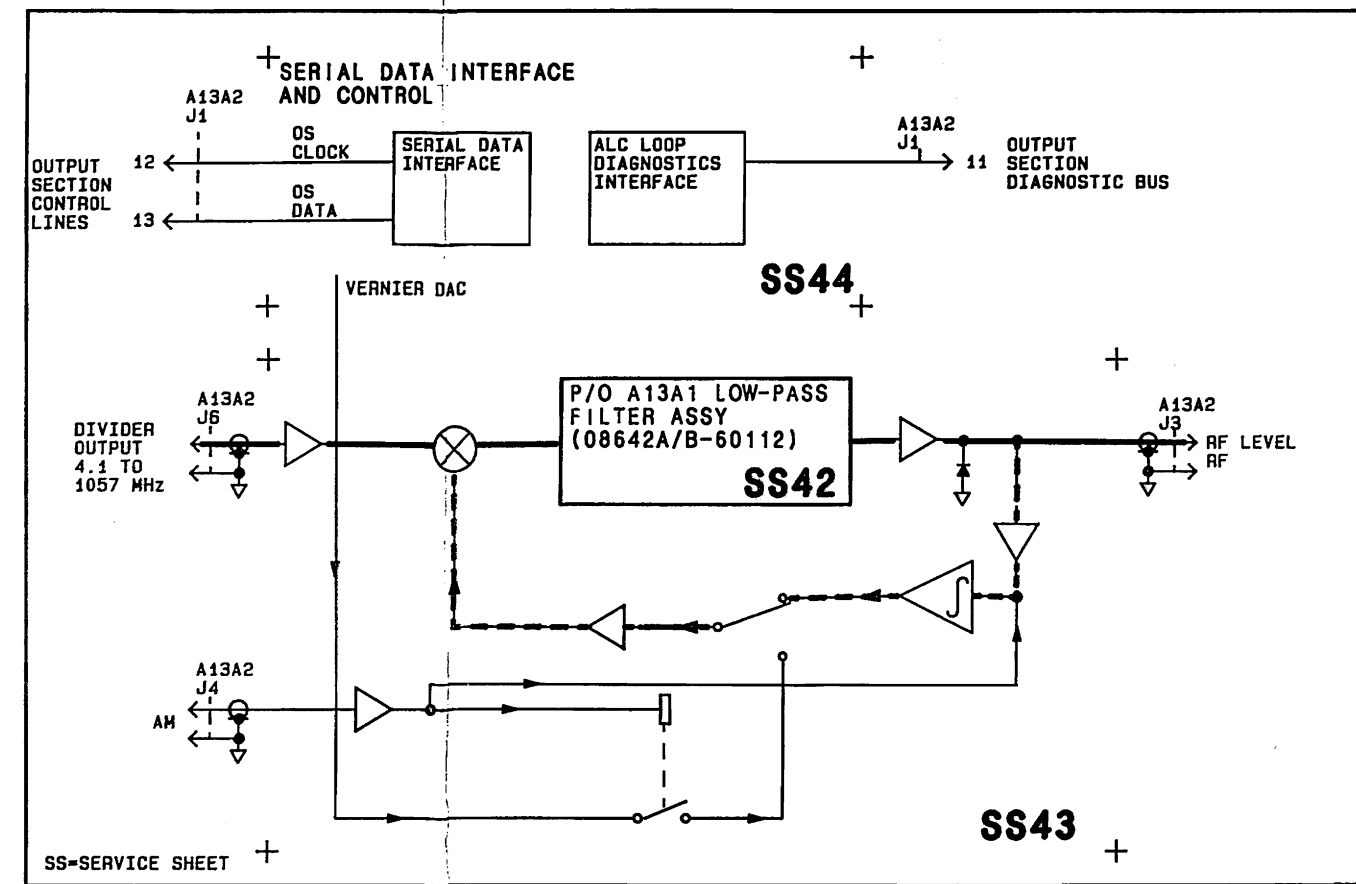 SERIAL DATA INTERFACE
AND CONTROL
A13A2
J1
OUTPUT
SECTION
CONTROL
LINES
12
13
OS
CLOCK
OS
DATA
SERIAL DATA
INTERFACE
ALC LOOP
DIAGNOSTICS
INTERFACE
A13A2
J1
11
OUTPUT
SECTION
DIAGNOSTIC BUS
SS44
VERNIER DAC
A13A2
J6
DIVIDER
OUTPUT
4.1 TO
1057 MHz
P/O A13A1 LOW-PASS
FILTER ASSY
(08642A/B-60112)
SS42
A13A2
J3
RF LEVEL
RF
∫
A13A2
J4
AM
SS43
SS=SERVICE SHEET